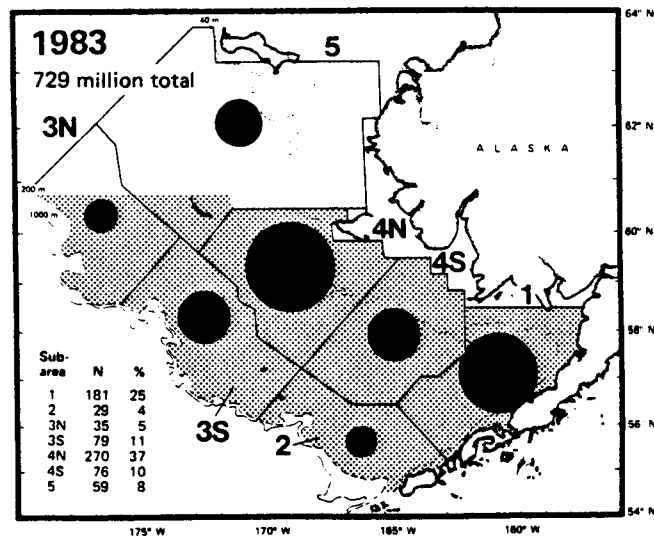 40 m
64° N
1983
5
729 million total
3N
62° N
ALASKA
200 m
1000 m
60° N
4N
4S
1
58° N
Sub-
area N %
1 181 25
2 29 4
3N 35 5
3S 79 11
4N 270 37
4S 76 10
5 59 8
3S
2
56° N
54° N
175° W 170° W 165° W 160° W